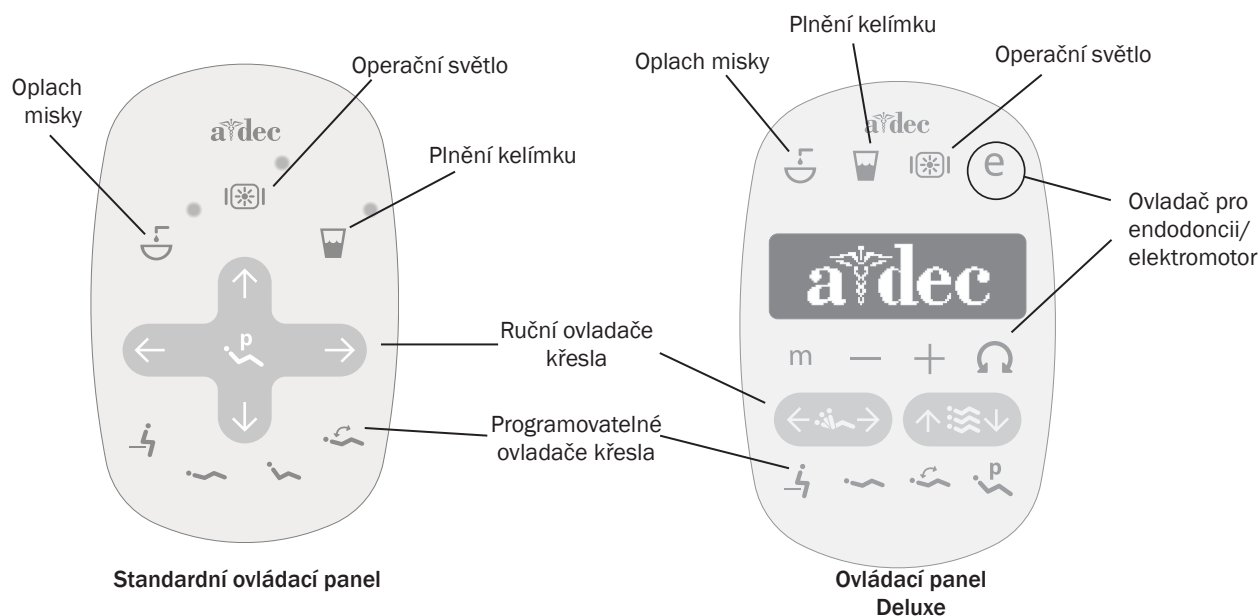 Oplach
misky
Operační světlo
Plnění kelímku
a dec
p
Ruční ovladače
křesla
Programovatelné
ovladače křesla
Standardní ovládací panel
Plnění kelímku
Oplach misky
Operační světlo
a dec
e
Ovladač pro
endodoncii/
elektromotor
a dec
m
p
Ovládací panel
Deluxe